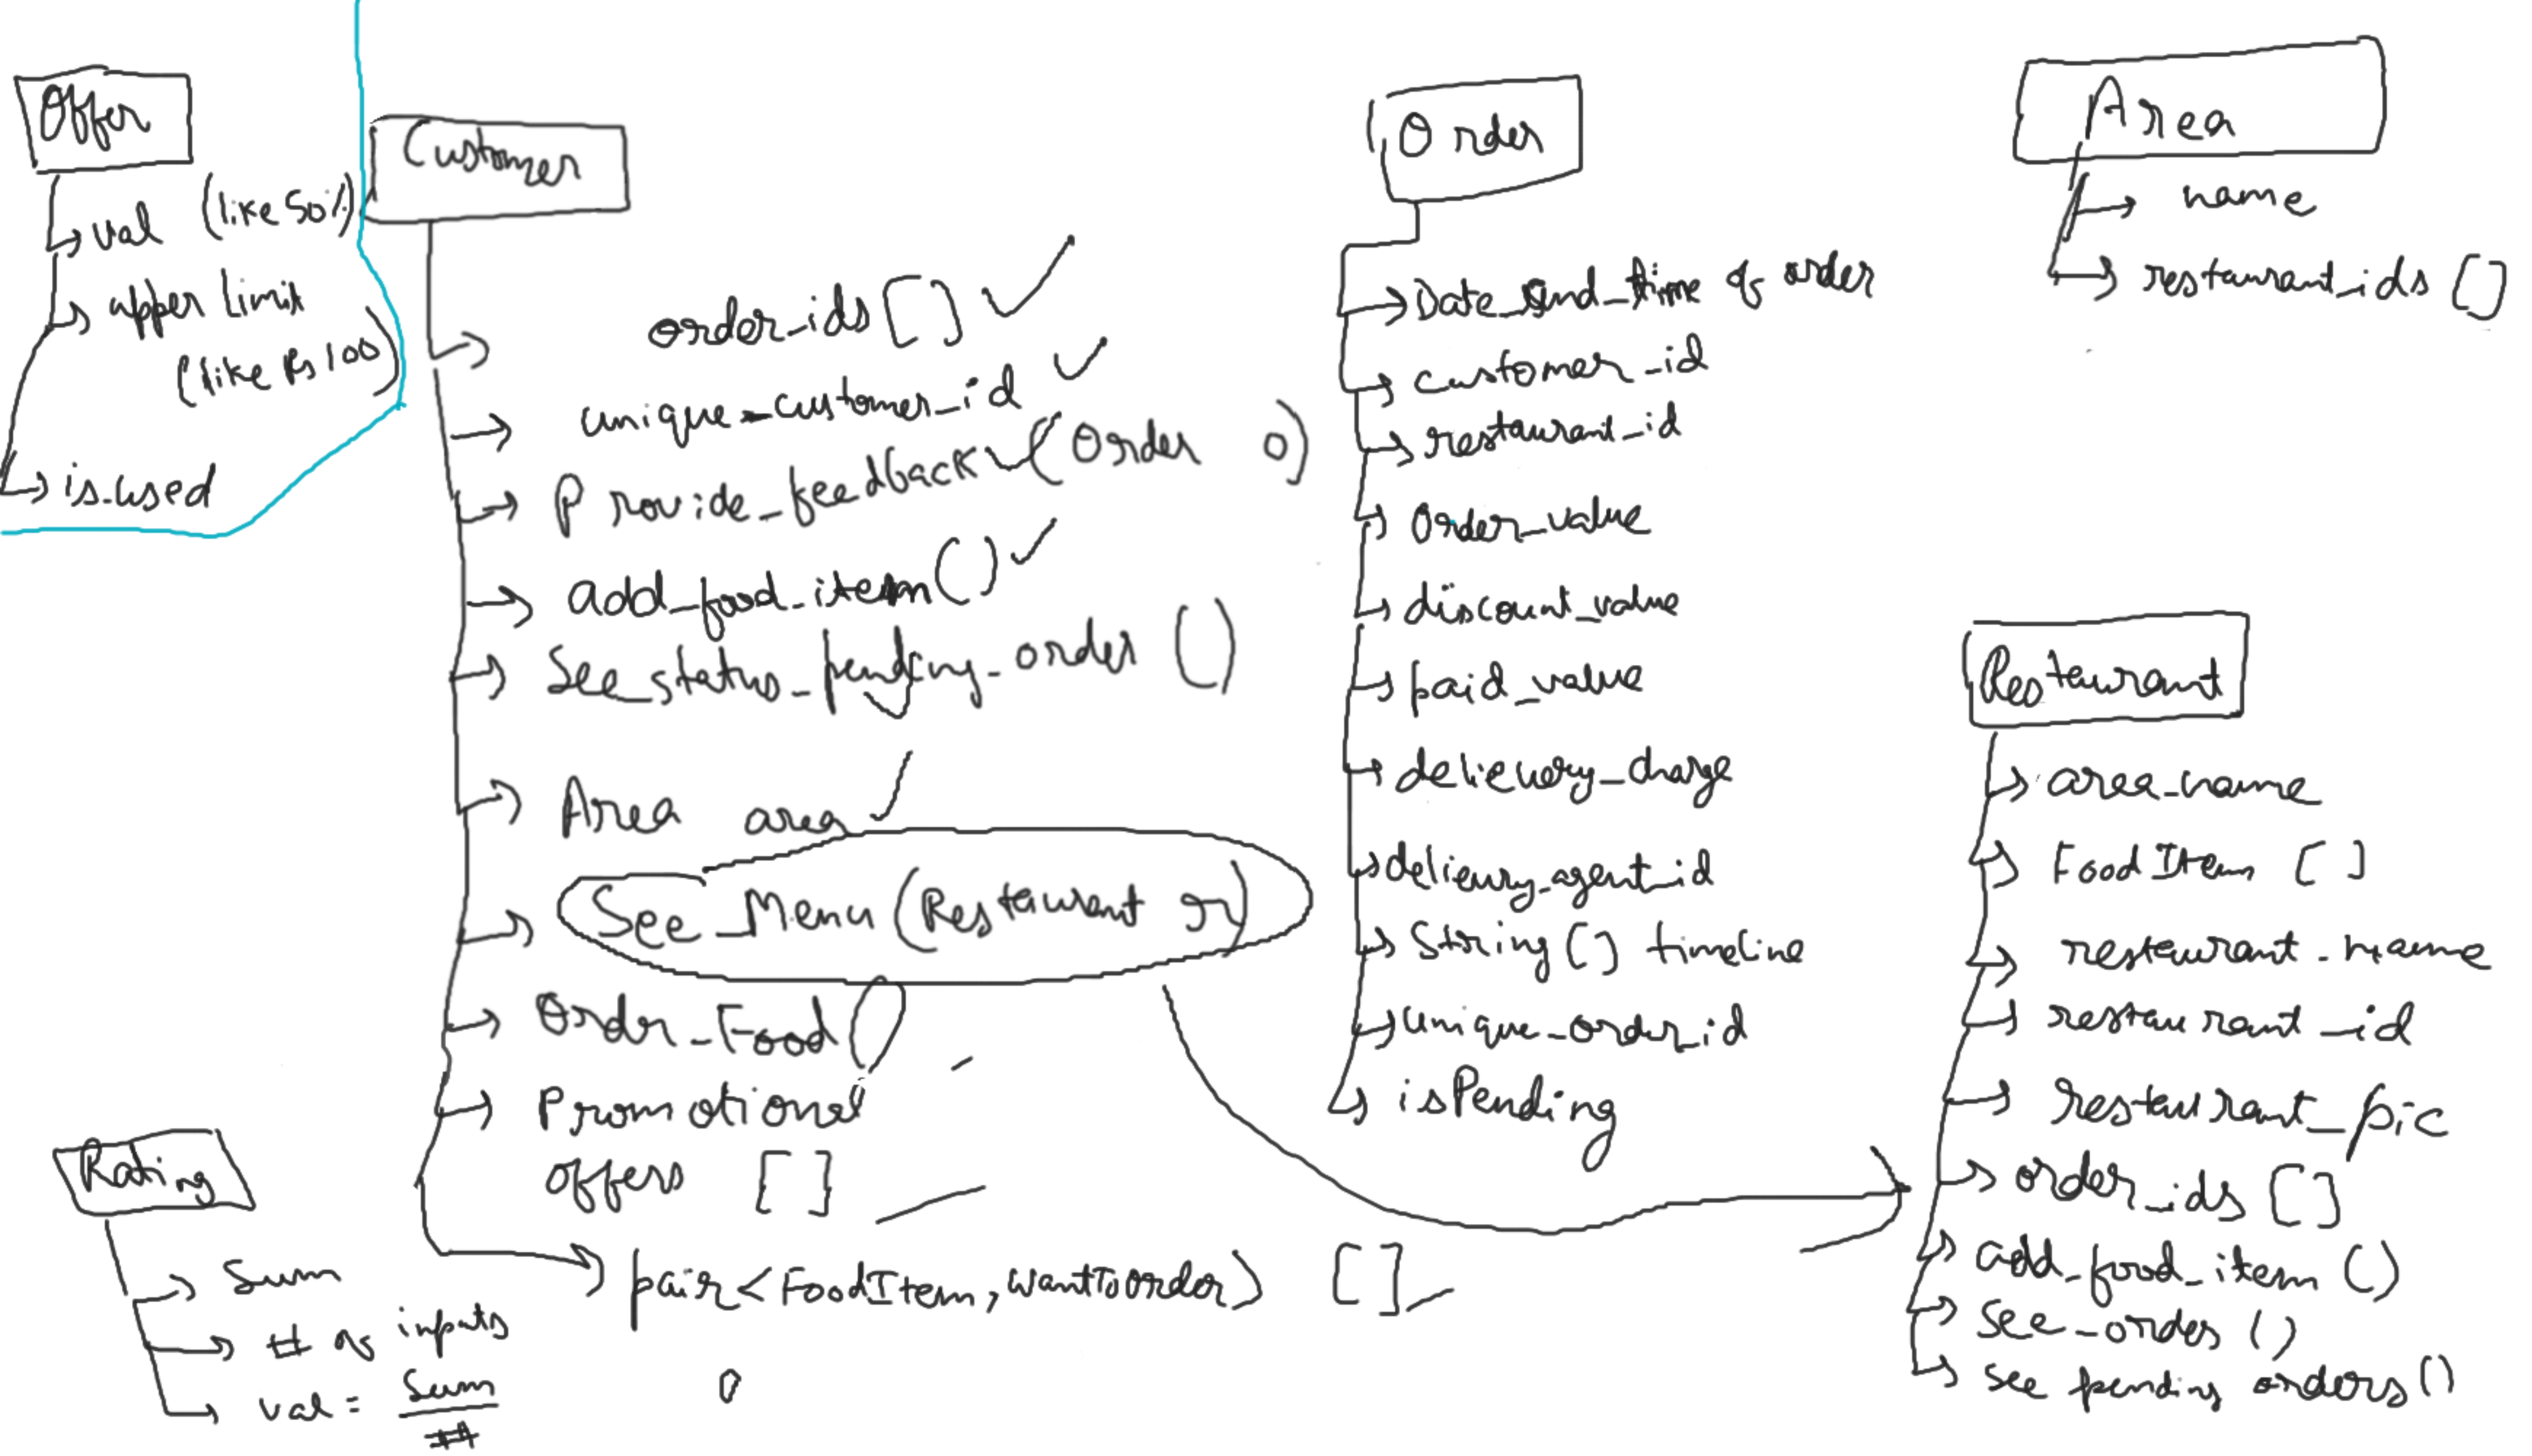 Offer
val (like 50%)
upper limit
(like Rs 100)
is_used
Customer
order_ids []
unique_customer_id
Provide_feedback (Order o)
add_food_item()
See_status_pending_order ()
Area area
See_Menu (Restaurant r)
Order_Food()
Promotional
offers []
pair<FoodItem, wantToorder> []
Rating
Sum
# of inputs
val = Sum
#
Order
Date_and_time of order
customer_id
restaurant_id
Order_value
discount_value
paid_value
delievery_charge
delievery_agent_id
String [] timeline
unique_order_id
isPending
Area
name
restaurant_ids []
Restaurant
area_name
FoodItem []
restaurant_name
restaurant_id
restaurant_pic
order_ids []
add_food_item ()
see_order ()
see pending orders ()